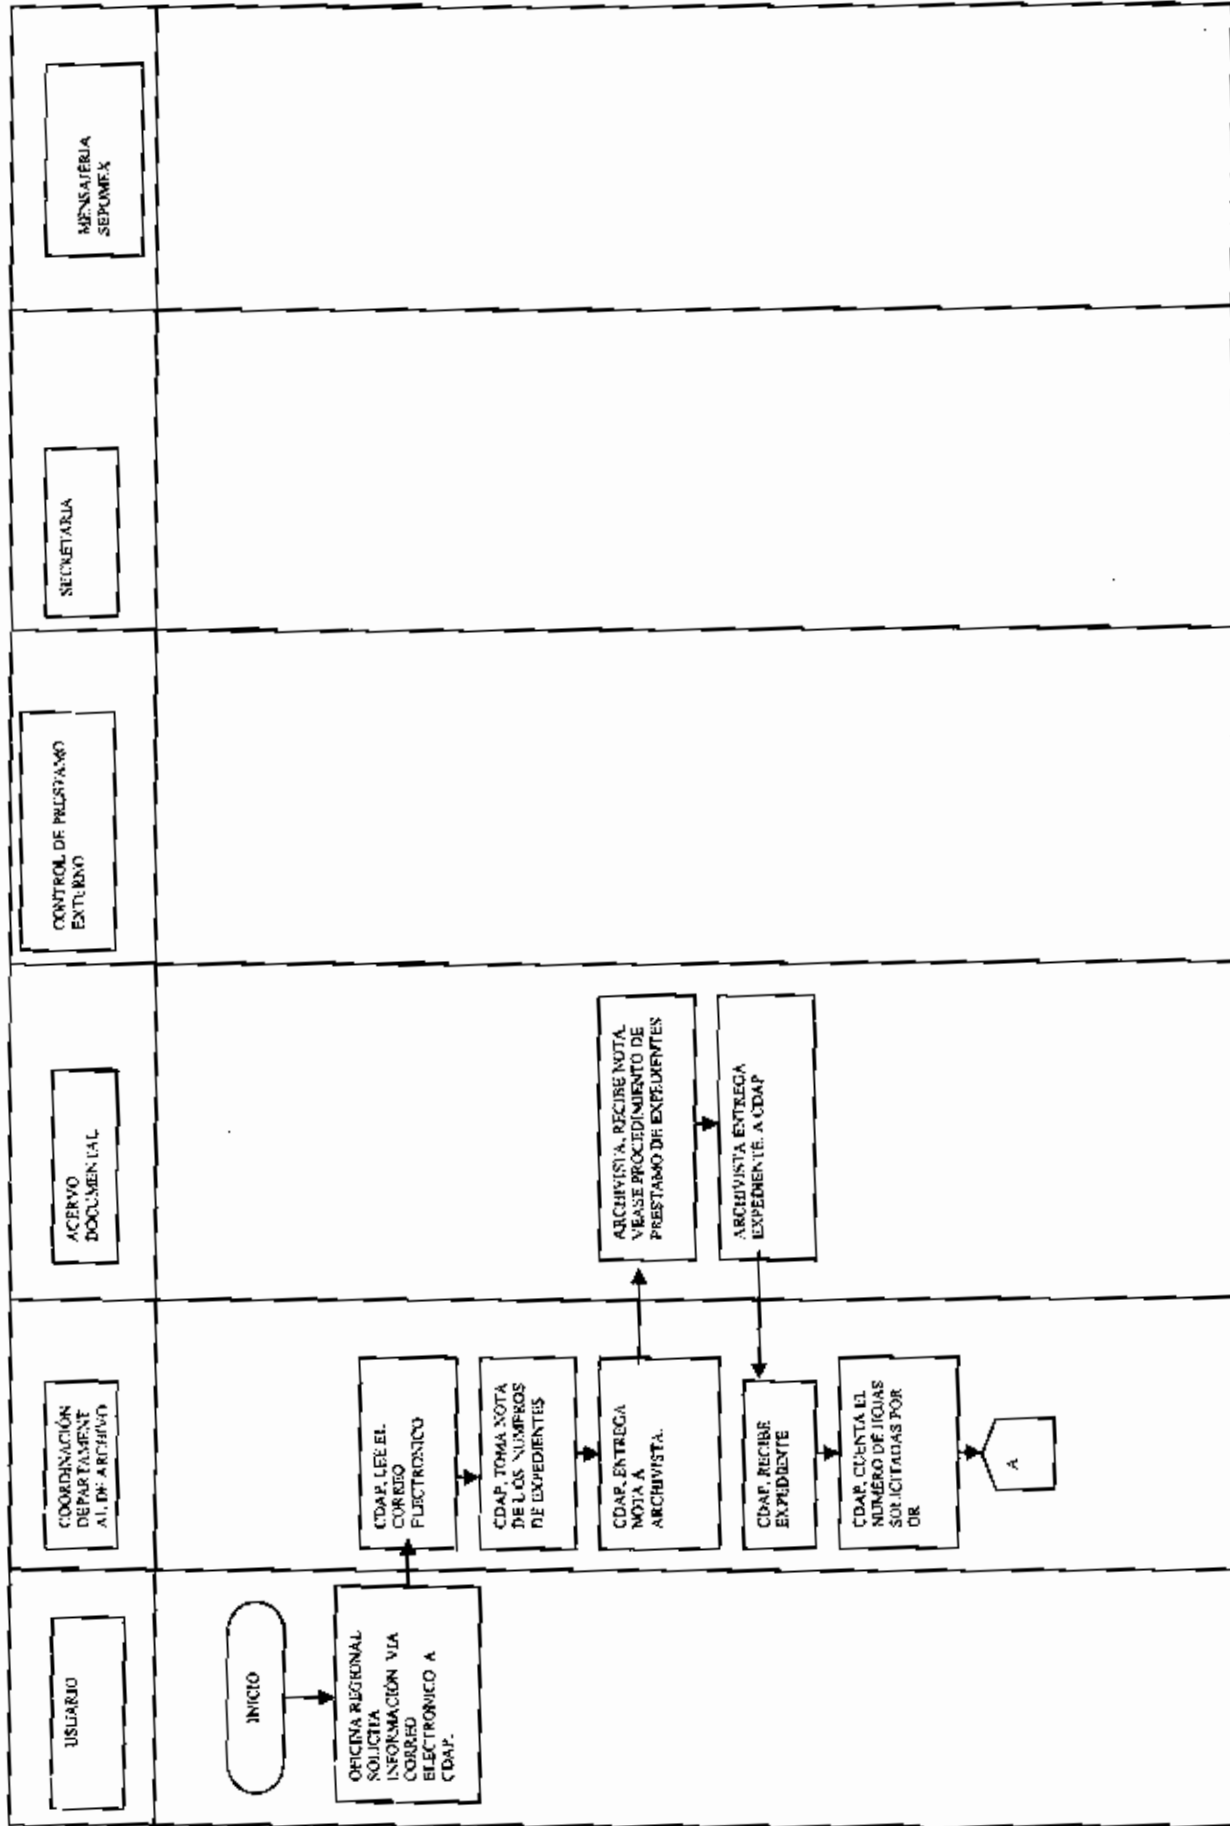 USUARIO
COORDINACIÓN
DEPARTAMENT
AL DE ARCHIVO
ACERVO
DOCUMENTAL
CONTROL DE PRESTAMO
EXTERNO
SECRETARIA
MENSAJERIA
SEPOMEX
INICIO
OFICINA REGIONAL
SOLICITA
INFORMACIÓN VIA
CORREO
ELECTRONICO A
CDAP.
CDAP, LEE EL
CORREO
ELECTRONICO
CDAP, TOMA NOTA
DE LOS NUMEROS
DE EXPEDIENTES
CDAP, ENTREGA
NOTA A
ARCHIVISTA.
ARCHIVISTA, RECIBE NOTA.
VEASE PROCEDIMIENTO DE
PRESTAMO DE EXPEDIENTES
ARCHIVISTA ENTREGA
EXPEDIENTE A CDAP
CDAP, RECIBE
EXPEDIENTE
CDAP, CUENTA EL
NUMERO DE HOJAS
SOLICITADAS POR
OR
A